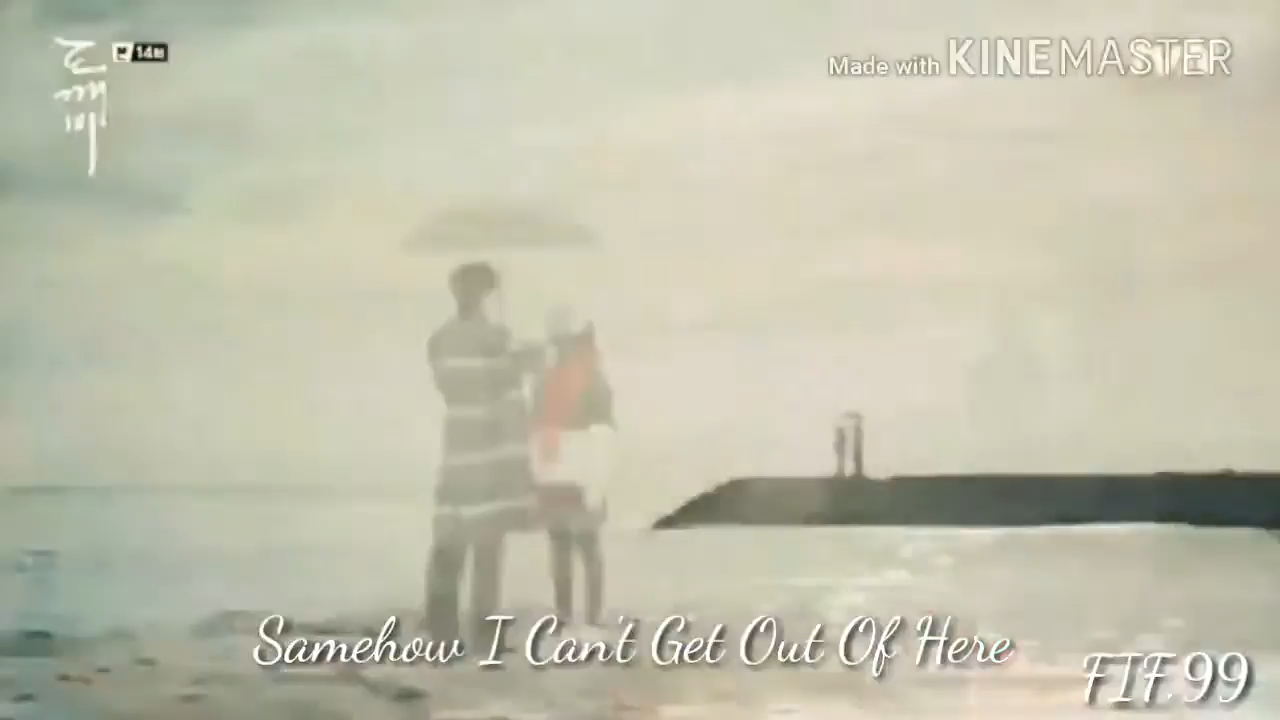 도깨비
14회
Made with KINEMASTER
Samehow I Can't Get Out Of Here
FIF.99